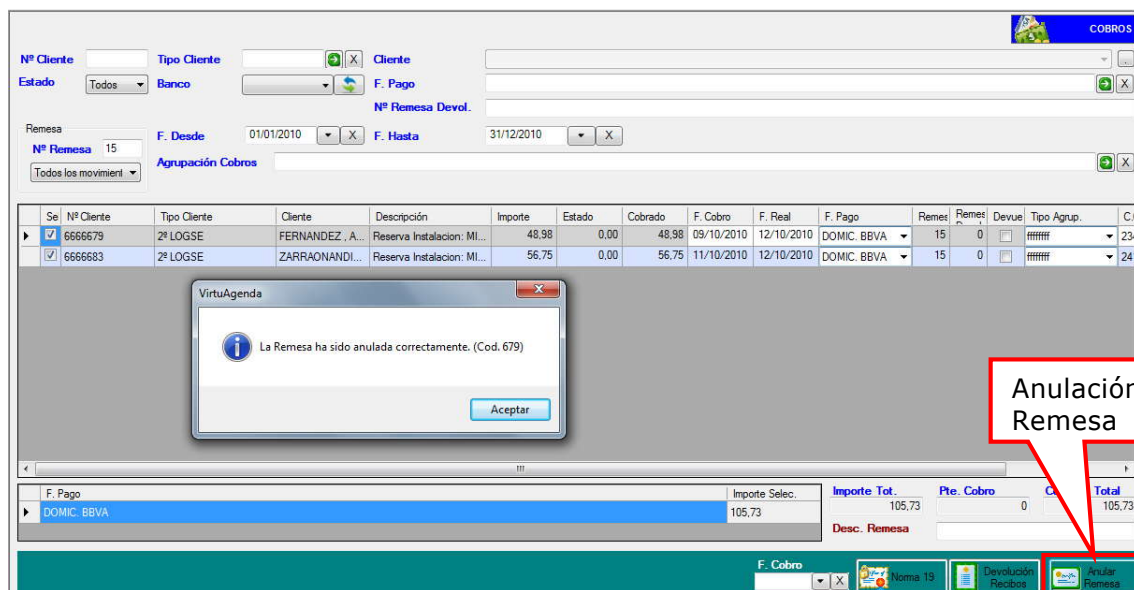 COBROS
Nº Cliente Tipo Cliente X Cliente
Estado Todos Banco F. Pago X
Nº Remesa Devol.
Remesa
Nº Remesa 15 F. Desde 01/01/2010 X F. Hasta 31/12/2010 X
Todos los movimient Agrupación Cobros X
Se Nº Cliente Tipo Cliente Cliente Descripción Importe Estado Cobrado F. Cobro F. Real F. Pago Remes Remes Devue Tipo Agrup.
6666679 2º LOGSE FERNANDEZ , A... Reserva Instalacion: MI... 48,98 0,00 48,98 09/10/2010 12/10/2010 DOMIC. BBVA 15 0 ffffffff 234
6666683 2º LOGSE ZARRAONANDI... Reserva Instalacion: MI... 56,75 0,00 56,75 11/10/2010 12/10/2010 DOMIC. BBVA 15 0 ffffffff
VirtuAgenda
La Remesa ha sido anulada correctamente. (Cod. 679)
Aceptar
Anulación
Remesa
F. Pago Importe Selec.
DOMIC. BBVA 105,73
Importe Tot. Pte. Cobro Total
105,73 0 105,73
Desc. Remesa
F. Cobro
X Norma 19 Devolución Recibos Anular Remesa